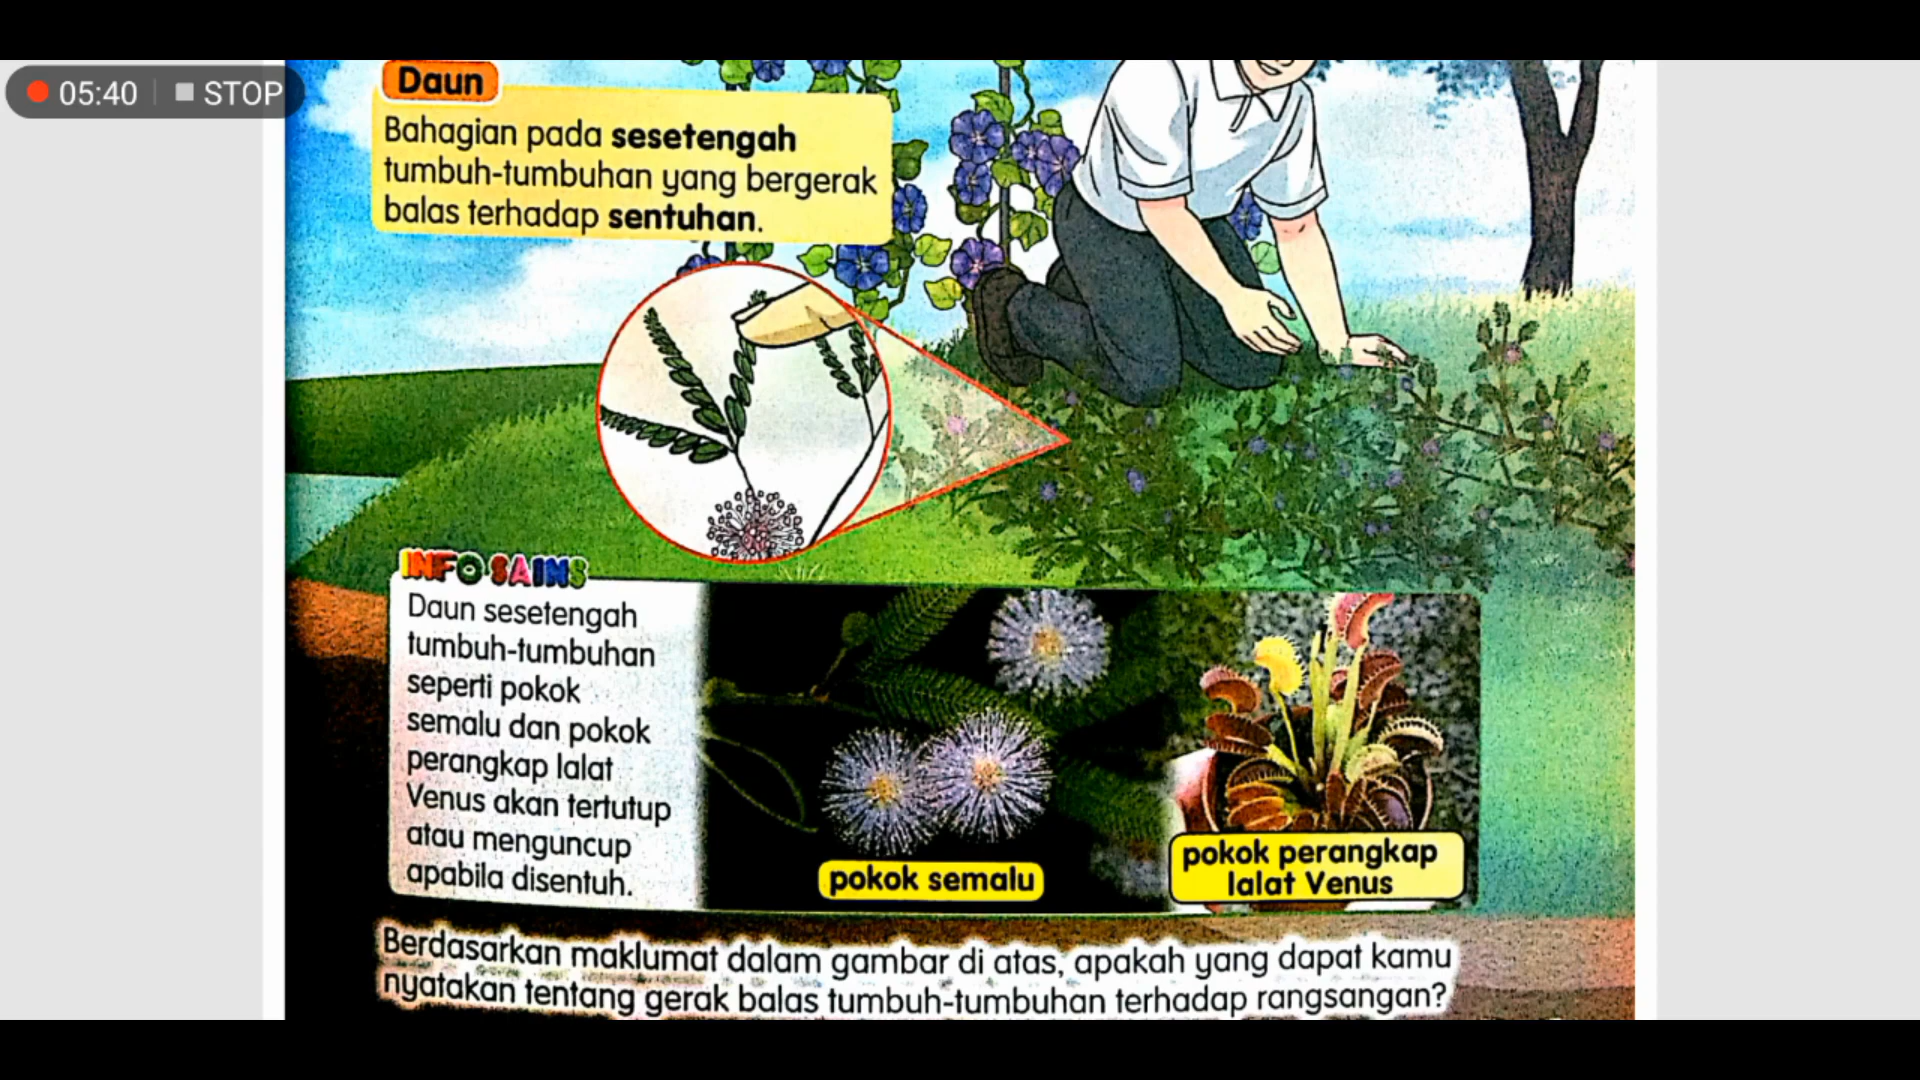 05:40
STOP
Daun
Bahagian pada sesetengah
tumbuh-tumbuhan yang bergerak
balas terhadap sentuhan.
INFO SAINS
Daun sesetengah
tumbuh-tumbuhan
seperti pokok
semalu dan pokok
perangkap lalat
Venus akan tertutup
atau menguncup
apabila disentuh.
pokok semalu
pokok perangkap
lalat Venus
Berdasarkan maklumat dalam gambar di atas, apakah yang dapat kamu
nyatakan tentang gerak balas tumbuh-tumbuhan terhadap rangsangan?